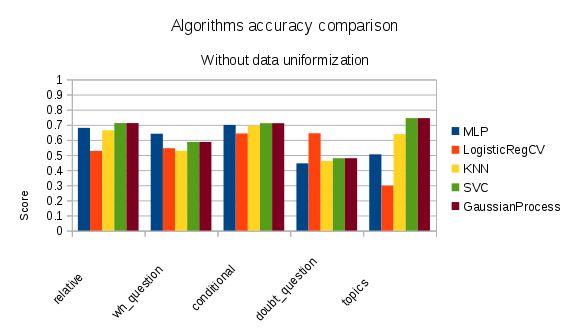 Algorithms accuracy comparison
Without data uniformization
1
0.9
0.8
0.7
0.6
0.5
0.4
0.3
0.2
0.1
0
Score
relative
wh_question
conditional
doubt_question
topics
MLP
LogisticRegCV
KNN
SVC
GaussianProcess